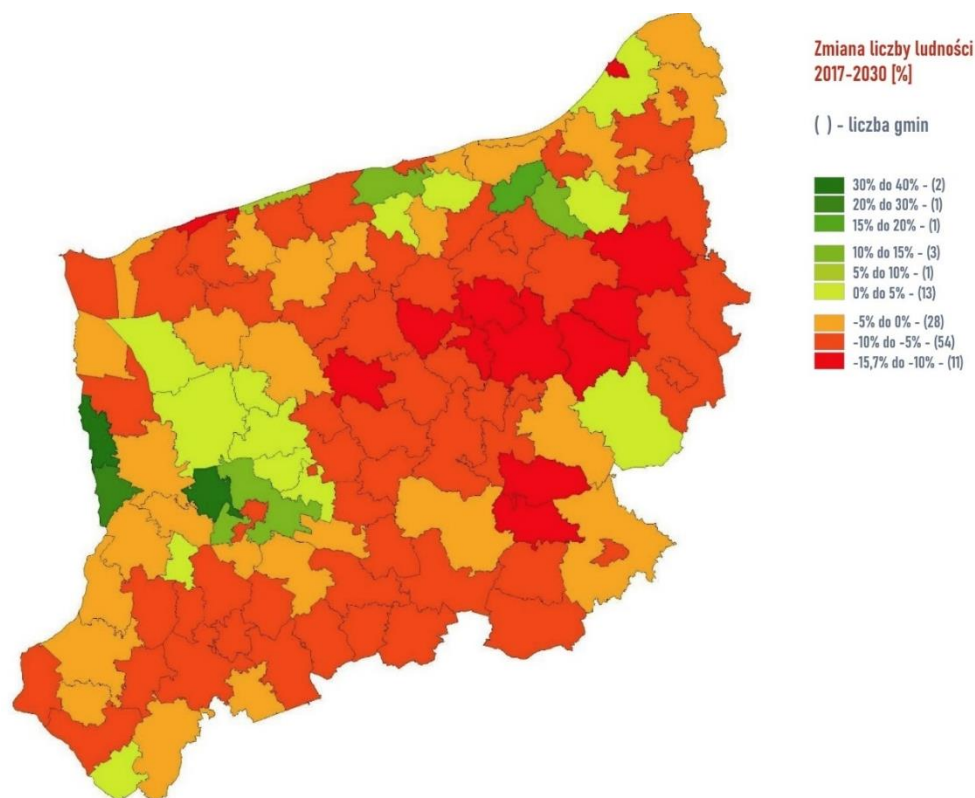 Zmiana liczby ludności
2017-2030 [%]
( ) - liczba gmin
30% do 40% - (2)
20% do 30% - (1)
15% do 20% - (1)
10% do 15% - (3)
5% do 10% - (1)
0% do 5% - (13)
-5% do 0% - (28)
-10% do -5% - (54)
-15,7% do -10% - (11)